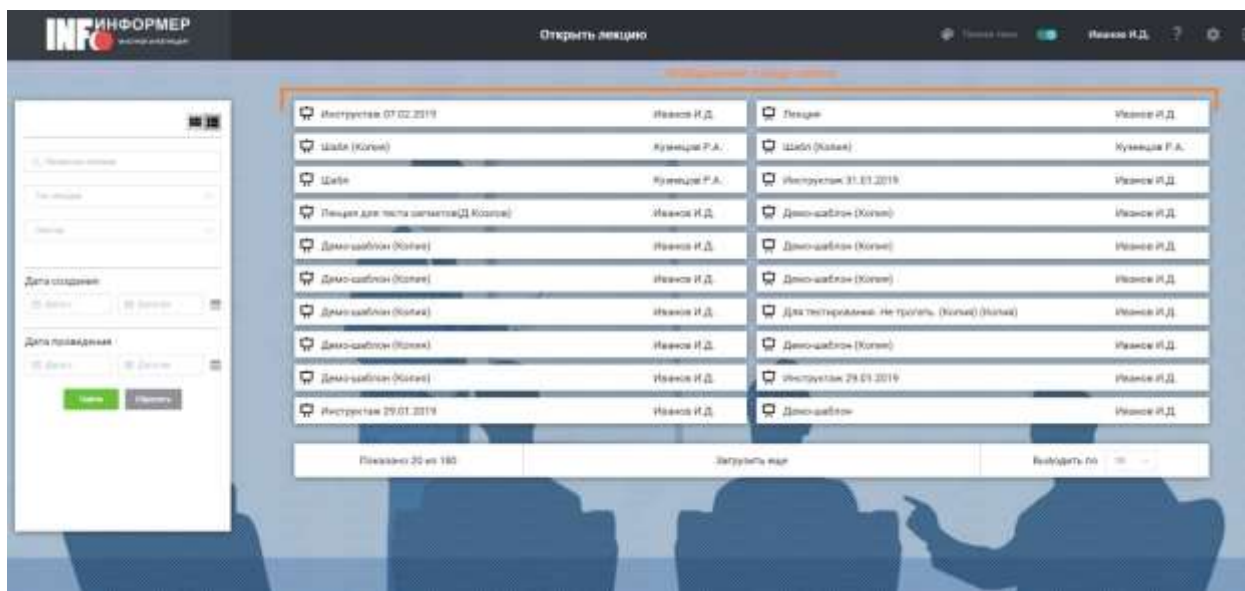 INFO ИНФОРМЕР
Открыть лекцию
Иванов И.Д.
?
Инструктаж 07.02.2019 Иванов И.Д.
Лекция Иванов И.Д.
Шабл (Копия) Кузнецов Р.А.
Шабл (Копия) Кузнецов Р.А.
Шабл Кузнецов Р.А.
Инструктаж 31.01.2019 Иванов И.Д.
Лекция для теста Козлов) Иванов И.Д.
Демо-шаблон (Копия) Иванов И.Д.
Демо-шаблон (Копия) Иванов И.Д.
Демо-шаблон (Копия) Иванов И.Д.
Демо-шаблон (Копия) Иванов И.Д.
Демо-шаблон (Копия) Иванов И.Д.
Демо-шаблон (Копия) Иванов И.Д.
Для тестирования. Не трогать. (Копия) (Копия) Иванов И.Д.
Демо-шаблон (Копия) Иванов И.Д.
Демо-шаблон (Копия) Иванов И.Д.
Демо-шаблон (Копия) Иванов И.Д.
Инструктаж 29.01.2019 Иванов И.Д.
Инструктаж 29.01.2019 Иванов И.Д.
Демо-шаблон Иванов И.Д.
Показано 20 из 180
Загрузить еще
Выводить по
Тип лекции
Дата создания
Дата проведения
Найти
Сбросить